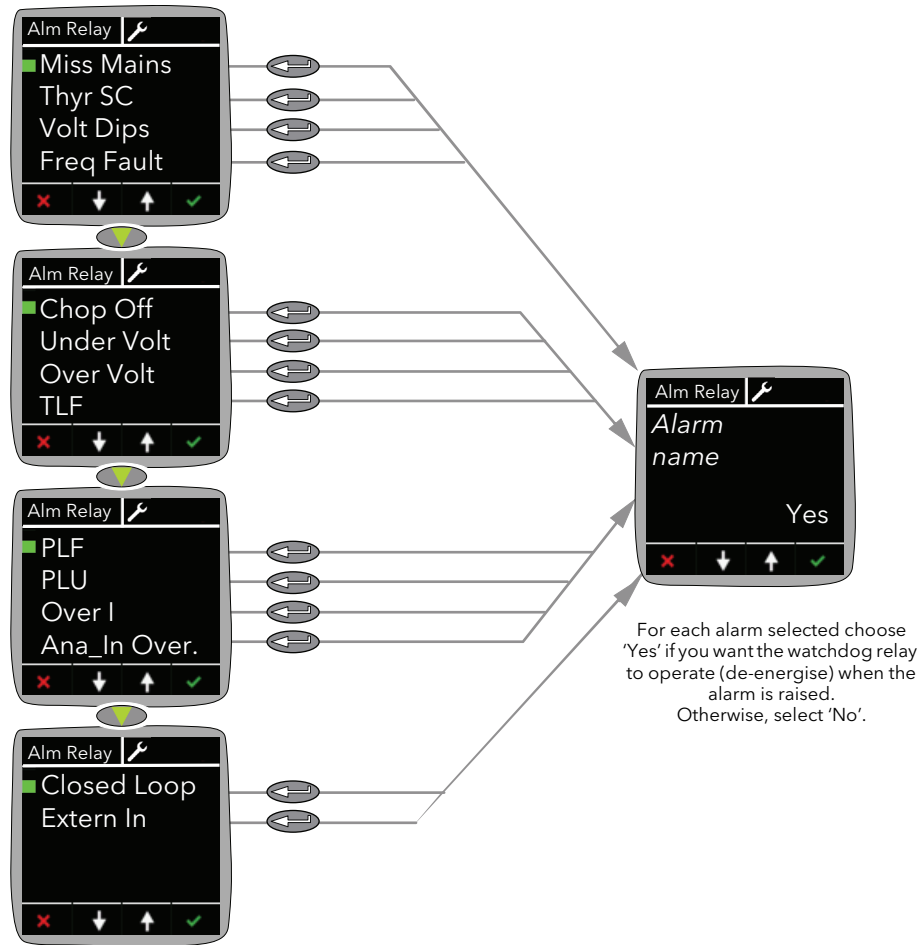 Alm Relay
Miss Mains
Thyr SC
Volt Dips
Freq Fault
Alm Relay
Chop Off
Under Volt
Over Volt
TLF
Alm Relay
PLF
PLU
Over I
Ana_In Over.
Alm Relay
Closed Loop
Extern In
Alm Relay
Alarm
name
Yes
For each alarm selected choose
‘Yes’ if you want the watchdog relay
to operate (de-energise) when the
alarm is raised.
Otherwise, select ‘No’.